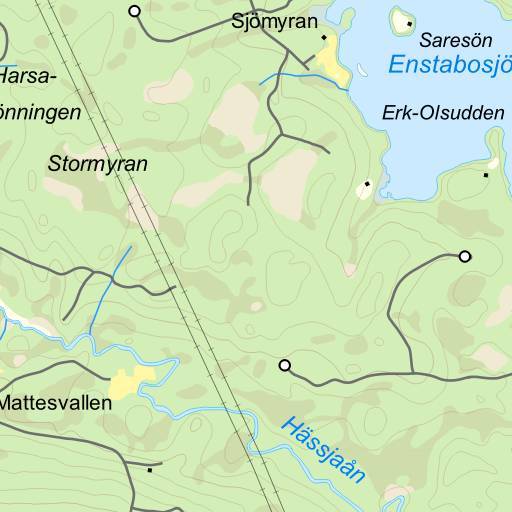 Sjömyran
Saresön
Enstabosjö
Harsa-
önningen
Erk-Olsudden
Stormyran
Mattesvallen
Hässjaån